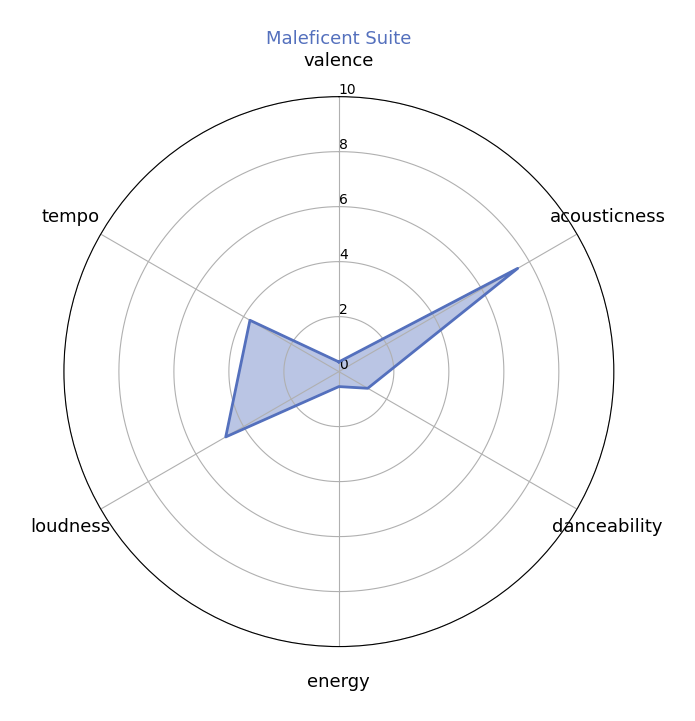 Maleficent Suite
valence
10
8
tempo
acousticness
6
4
2
0
loudness
danceability
energy